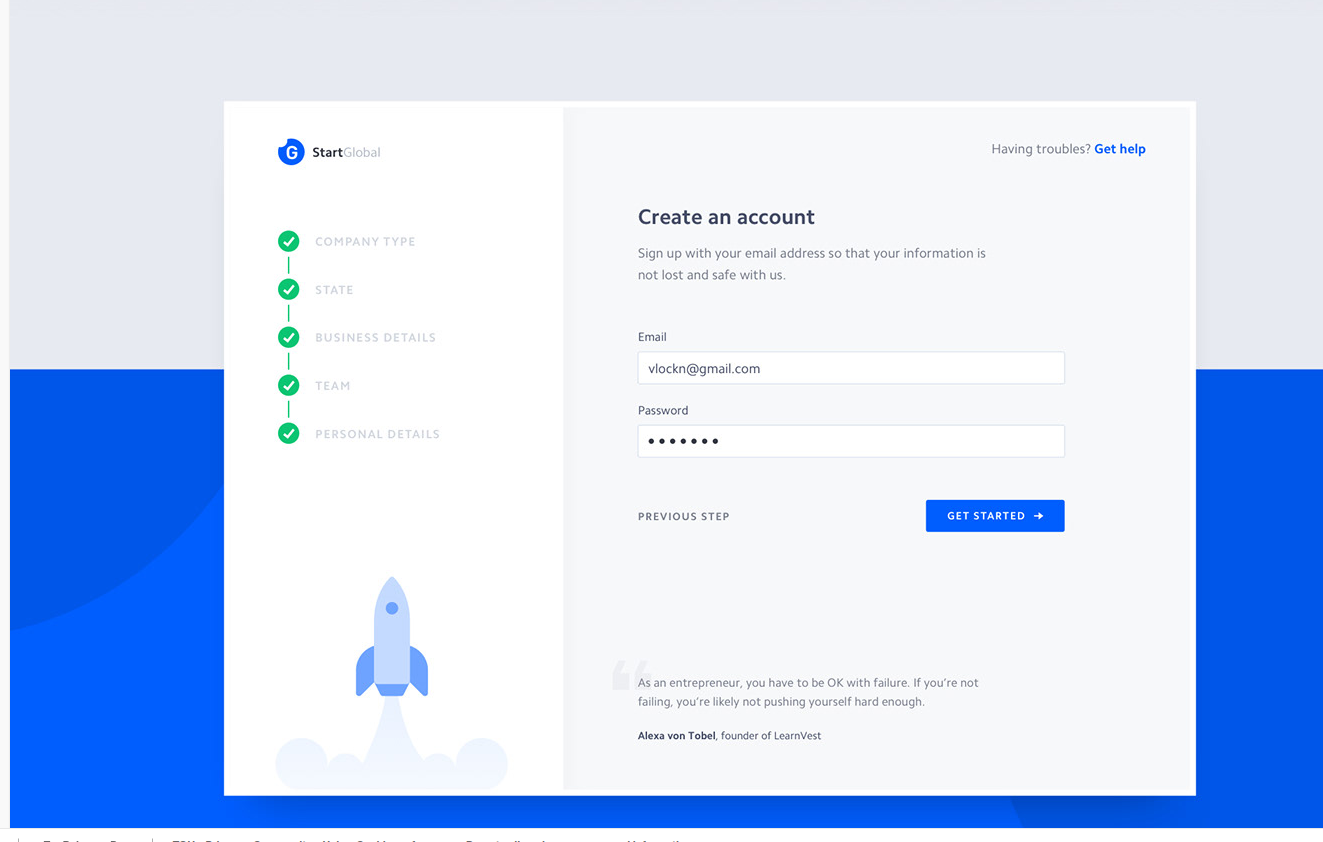 StartGlobal
Having troubles? Get help
COMPANY TYPE
STATE
BUSINESS DETAILS
TEAM
PERSONAL DETAILS
Create an account
Sign up with your email address so that your information is
not lost and safe with us.
Email
vlockn@gmail.com
Password
PREVIOUS STEP
GET STARTED →
“
As an entrepreneur, you have to be OK with failure. If you’re not
failing, you’re likely not pushing yourself hard enough.
Alexa von Tobel, founder of LearnVest